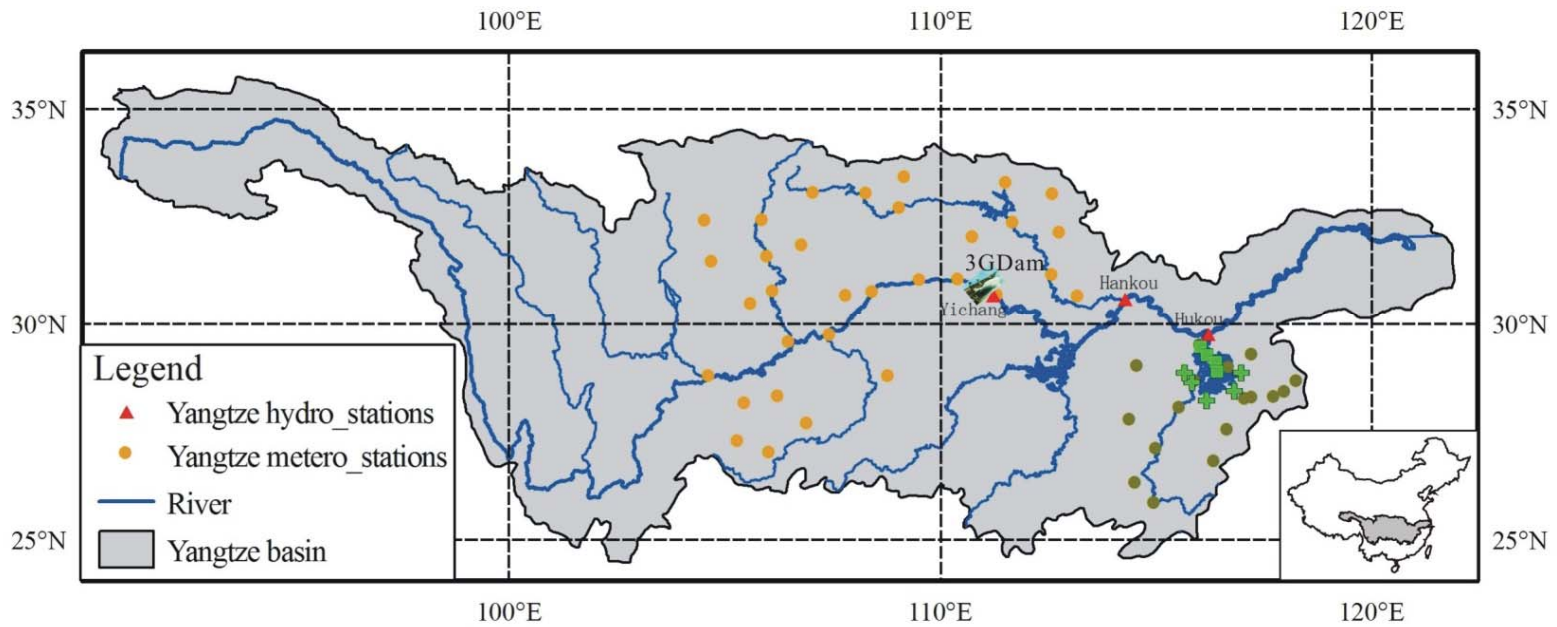 100°E 110°E 120°E
35°N 35°N
3GDam
Hankou
Yichang
Hukou
30°N 30°N
Legend
Yangtze hydro_stations
Yangtze metero_stations
River
Yangtze basin
25°N 25°N
100°E 110°E 120°E